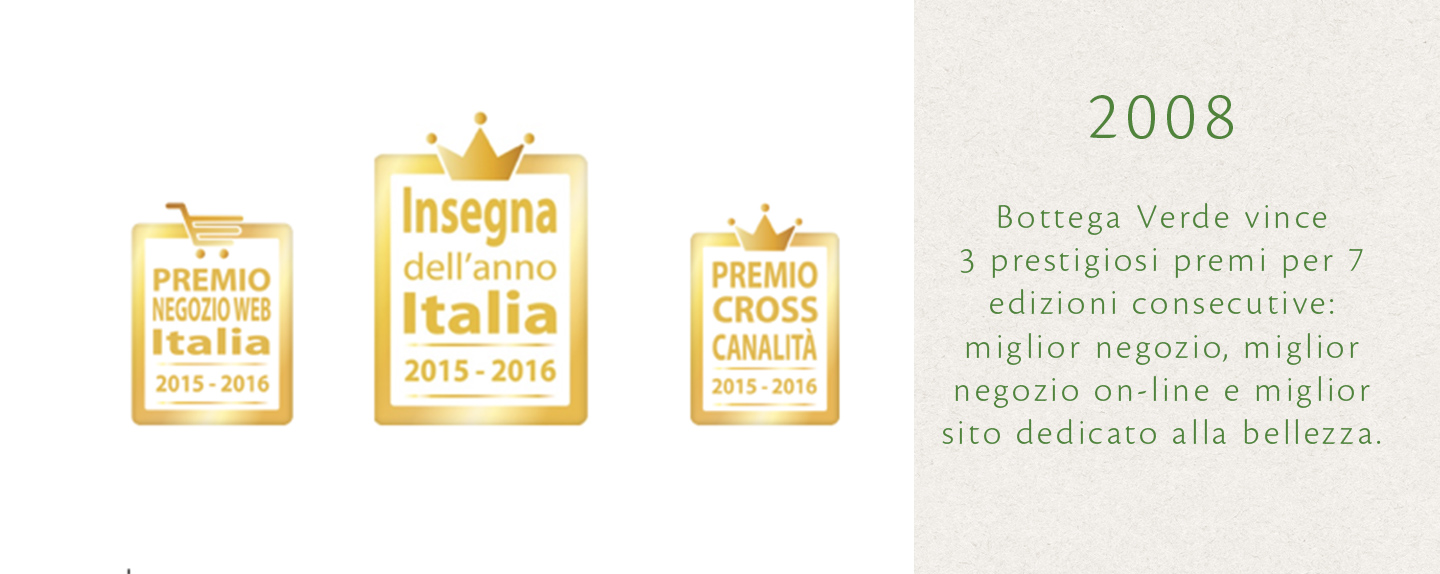 PREMIO
NEGOZIO WEB
Italia
2015 - 2016
Insegna
dell'anno
Italia
2015 - 2016
PREMIO
CROSS
CANALITÀ
2015 - 2016
2008
Bottega Verde vince
3 prestigiosi premi per 7
edizioni consecutive:
miglior negozio, miglior
negozio on-line e miglior
sito dedicato alla bellezza.